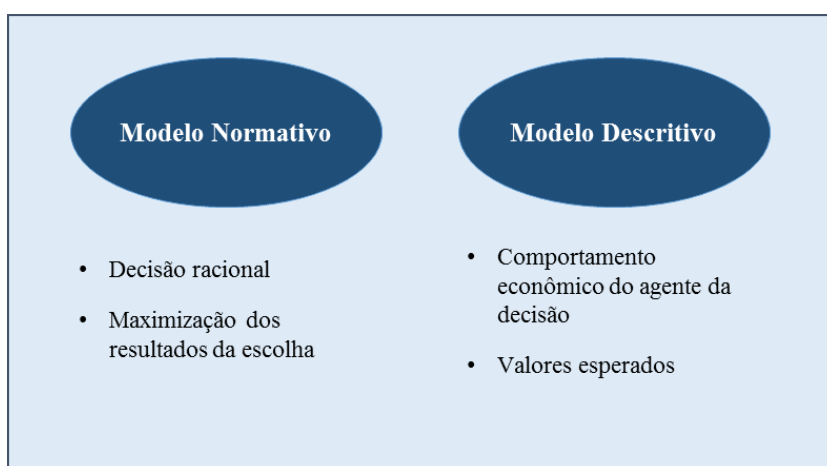 Modelo Normativo
• Decisão racional
• Maximização dos
resultados da escolha
Modelo Descritivo
• Comportamento
econômico do agente da
decisão
• Valores esperados